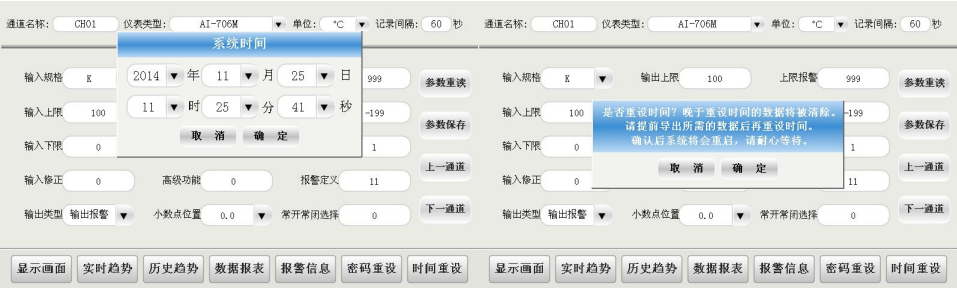 通道名称: CH01 仪表类型: AI-706M 单位: °C 记录间隔: 60 秒
系统时间
输入规格 K 2014 年 11 月 25 日 999 参数重读
输入上限 100 11 时 25 分 41 秒 -199 参数保存
输入下限 0 取 消 确 定 1 上一通道
输入修正 0 高级功能 0 报警定义 11
输出类型 输出报警 小数点位置 0.0 常开常闭选择 0 下一通道
显示画面 实时趋势 历史趋势 数据报表 报警信息 密码重设 时间重设
通道名称: CH01 仪表类型: AI-706M 单位: °C 记录间隔: 60 秒
输入规格 K 输出上限 100 上限报警 999 参数重读
输入上限 100 -199 参数保存
是否重设时间? 晚于重设时间的数据将被清除。
请提前导出所需的数据后再重设时间。
确认后系统将会重启, 请耐心等待。
输入下限 0 1 上一通道
取 消 确 定
输入修正 0 11
输出类型 输出报警 小数点位置 0.0 常开常闭选择 0 下一通道
显示画面 实时趋势 历史趋势 数据报表 报警信息 密码重设 时间重设